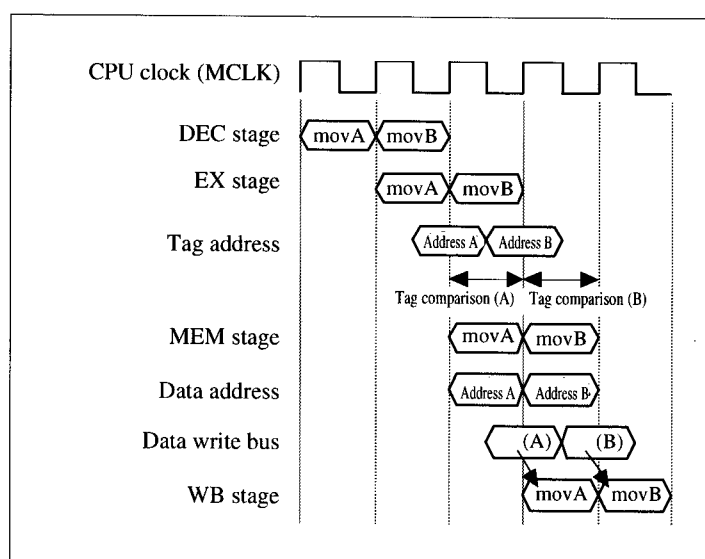 CPU clock (MCLK)
DEC stage movA movB
EX stage movA movB
Tag address Address A Address B
Tag comparison (A) Tag comparison (B)
MEM stage movA movB
Data address Address A Address B
Data write bus (A) (B)
WB stage movA movB